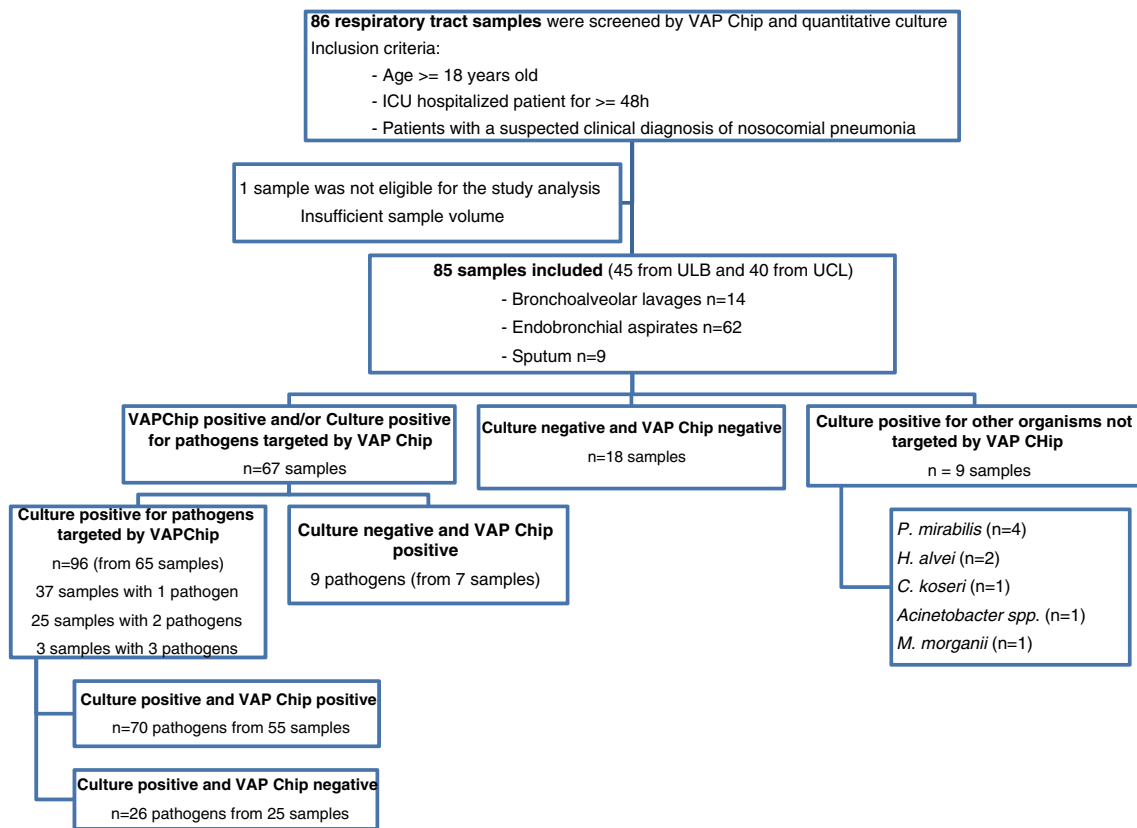 86 respiratory tract samples were screened by VAP Chip and quantitative culture
Inclusion criteria:
- Age >= 18 years old
- ICU hospitalized patient for >= 48h
- Patients with a suspected clinical diagnosis of nosocomial pneumonia
1 sample was not eligible for the study analysis
Insufficient sample volume
85 samples included (45 from ULB and 40 from UCL)
- Bronchoalveolar lavages n=14
- Endobronchial aspirates n=62
- Sputum n=9
VAPChip positive and/or Culture positive
for pathogens targeted by VAP Chip
n=67 samples
Culture negative and VAP Chip negative
n=18 samples
Culture positive for other organisms not
targeted by VAP CHip
n = 9 samples
Culture positive for pathogens
targeted by VAPChip
n=96 (from 65 samples)
37 samples with 1 pathogen
25 samples with 2 pathogens
3 samples with 3 pathogens
Culture negative and VAP Chip
positive
9 pathogens (from 7 samples)
P. mirabilis (n=4)
H. alvei (n=2)
C. koseri (n=1)
Acinetobacter spp. (n=1)
M. morganii (n=1)
Culture positive and VAP Chip positive
n=70 pathogens from 55 samples
Culture positive and VAP Chip negative
n=26 pathogens from 25 samples